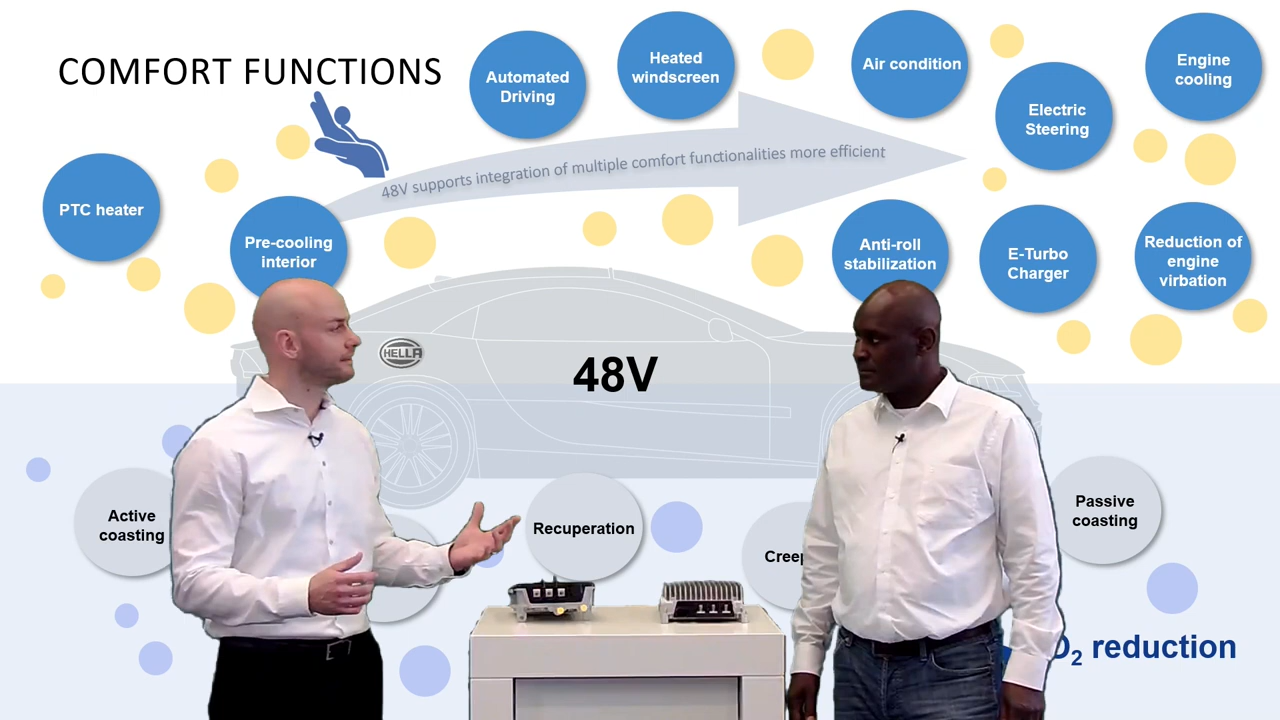 COMFORT FUNCTIONS
Automated
Driving
Heated
windscreen
Air condition
Electric
Steering
Engine
cooling
PTC heater
Pre-cooling
interior
48V supports integration of multiple comfort functionalities more efficient
Anti-roll
stabilization
E-Turbo
Charger
Reduction of
engine
virbation
HELLA
48V
Active
coasting
Recuperation
Passive
coasting
reduction